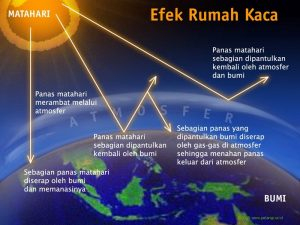 MATAHARI
Efek Rumah Kaca
Panas matahari
sebagian dipantulkan
kembali oleh atmosfer
dan bumi
Panas matahari
merambat melalui
atmosfer
ATMOSFER
Panas matahari
sebagian dipantulkan
kembali oleh bumi
Sebagian panas yang
dipantulkan bumi diserap
oleh gas-gas di atmosfer
sehingga menahan panas
keluar dari atmosfer
Sebagian panas matahari
diserap oleh bumi
dan memanasinya
BUMI